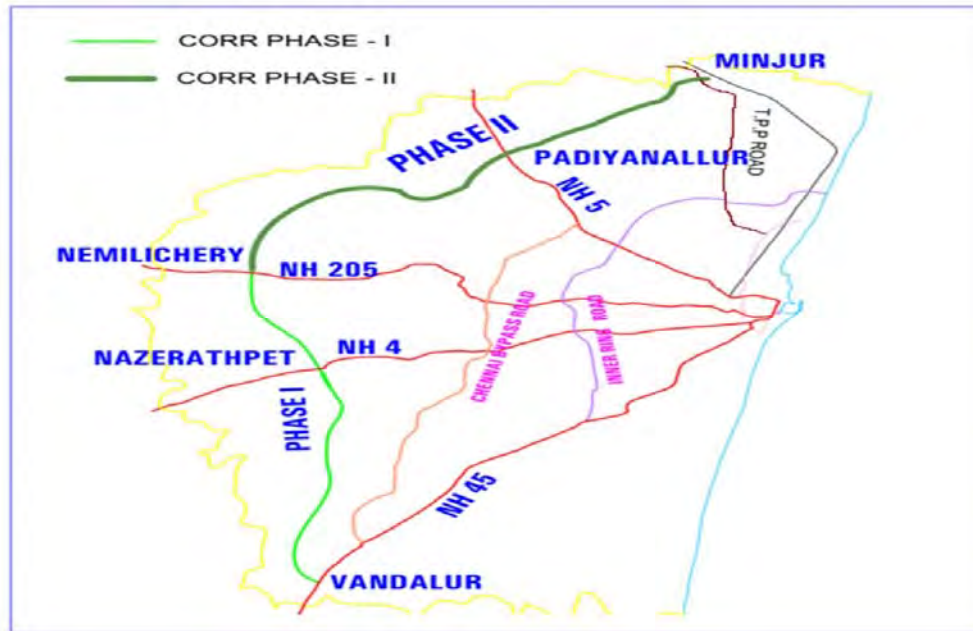 CORR PHASE - I
CORR PHASE - II
MINJUR
PHASE II
PADIYANALLUR
T.P.P ROAD
NH 5
NEMILICHERY
NH 205
CHENNAI BYPASS ROAD
INNER RING ROAD
NAZERATHPET
NH 4
PHASE I
NH 45
VANDALUR